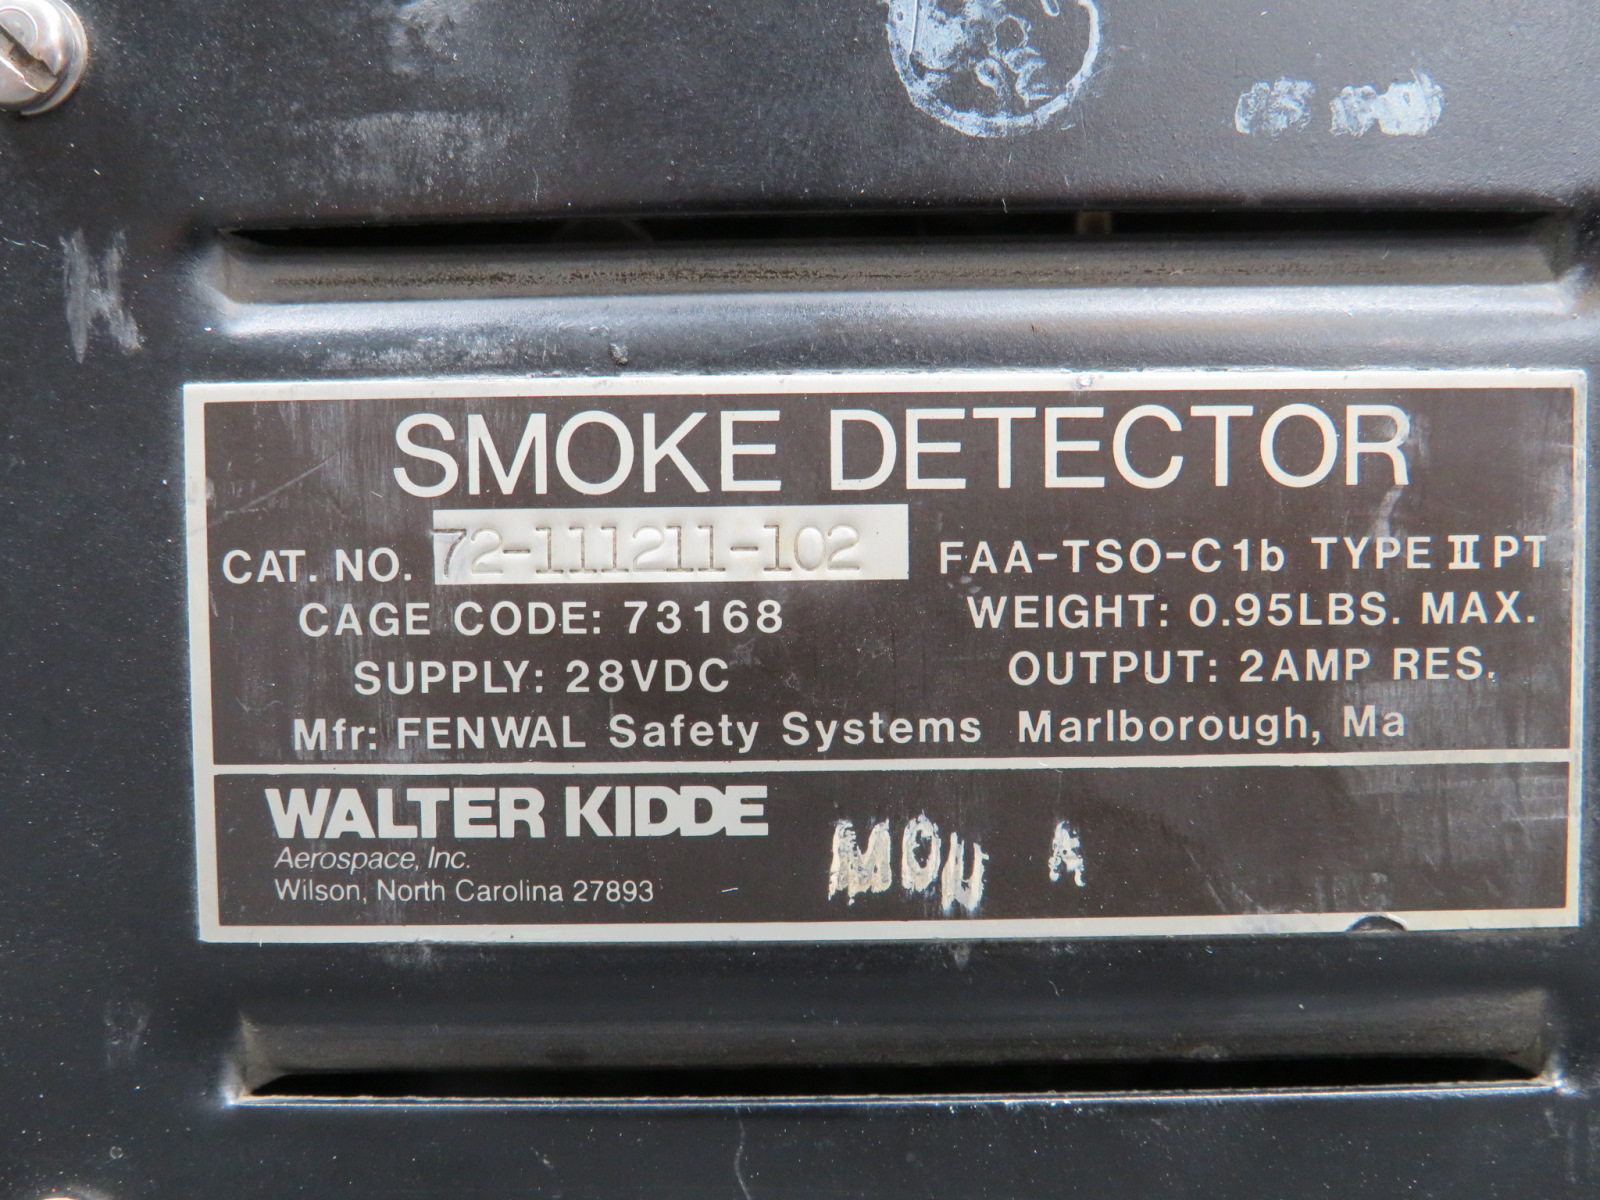 H
SMOKE DETECTOR
CAT. NO. 72-111211-102 FAA-TSO-C1b TYPE II PT
CAGE CODE: 73168 WEIGHT: 0.95LBS. MAX.
SUPPLY: 28VDC OUTPUT: 2AMP RES.
Mfr: FENWAL Safety Systems Marlborough, Ma
WALTER KIDDE
Aerospace, Inc.
Wilson, North Carolina 27893
A